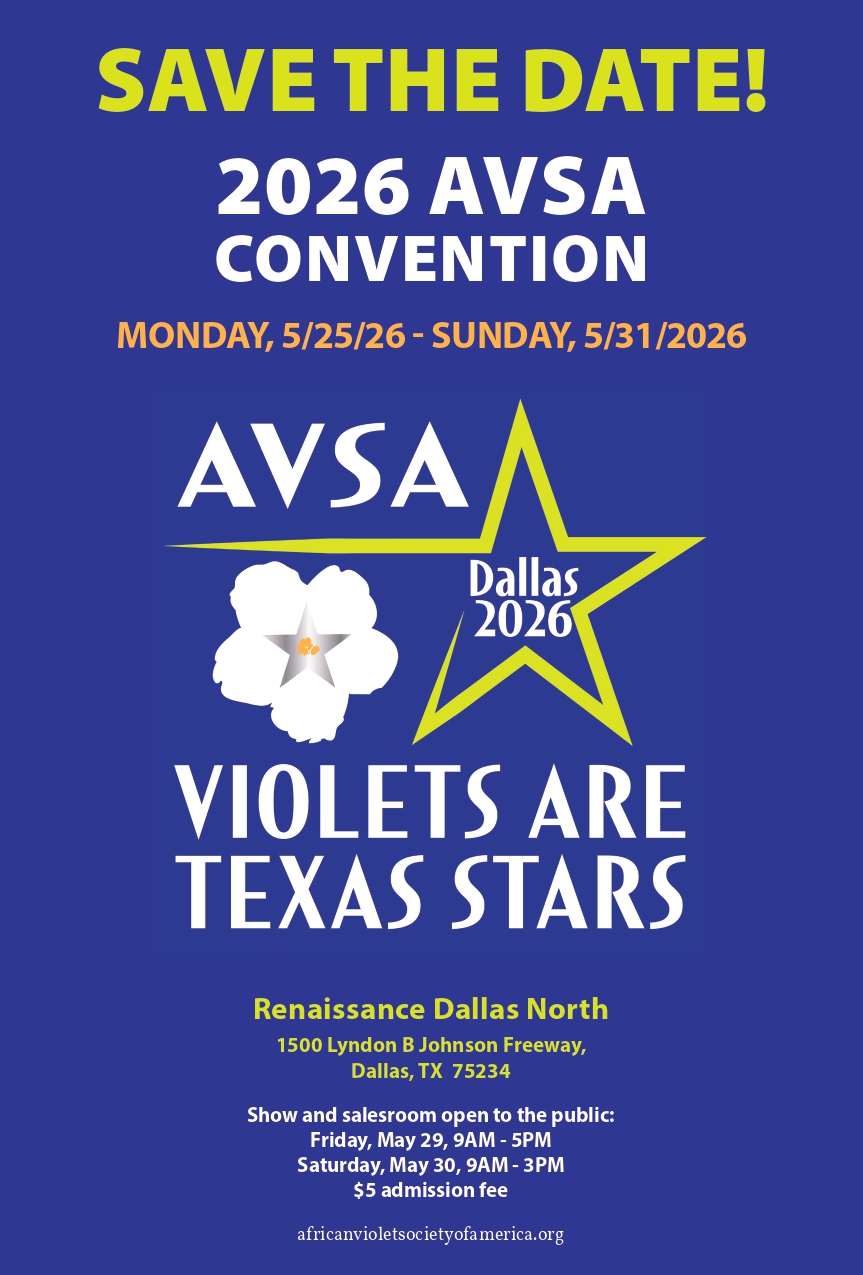 SAVE THE DATE!
2026 AVSA
CONVENTION
MONDAY, 5/25/26 - SUNDAY, 5/31/2026
AVSA
Dallas
2026
VIOLETS ARE
TEXAS STARS
Renaissance Dallas North
1500 Lyndon B Johnson Freeway,
Dallas, TX 75234
Show and salesroom open to the public:
Friday, May 29, 9AM - 5PM
Saturday, May 30, 9AM - 3PM
$5 admission fee
africanvioletsocietyofamerica.org